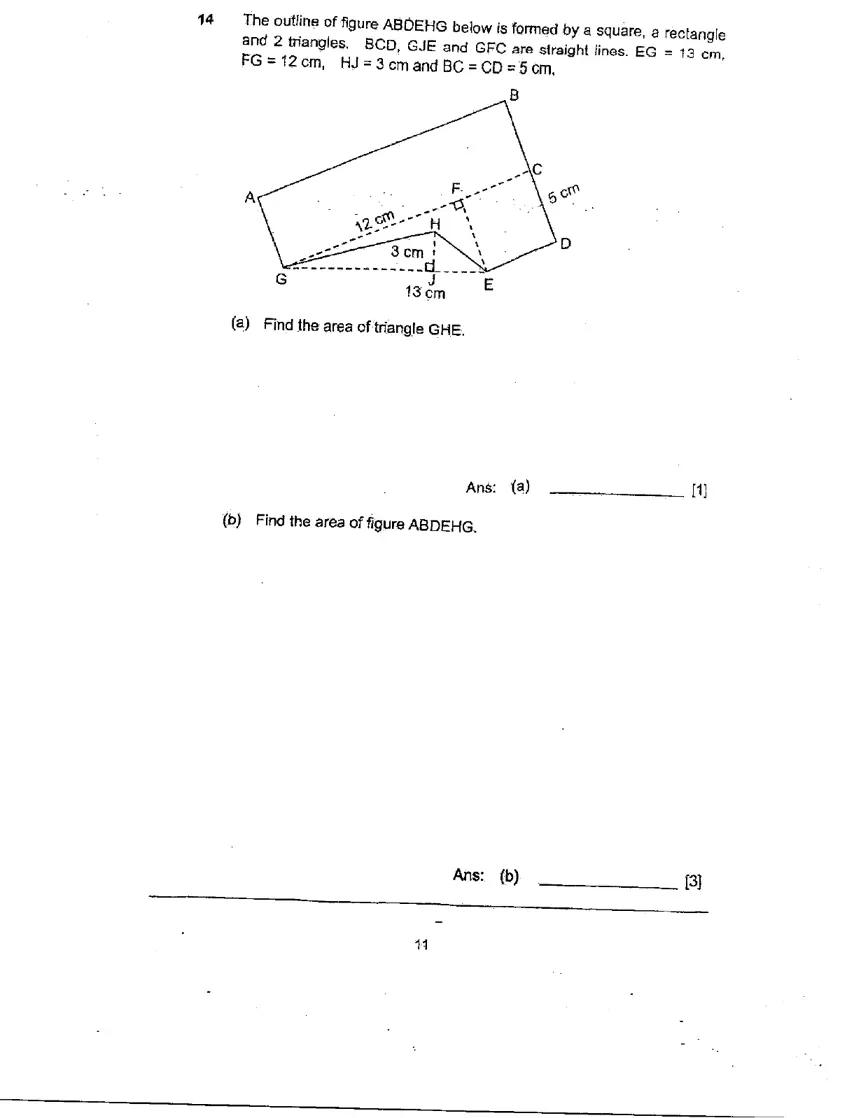 14 The outline of figure ABDEHG below is formed by a square, a rectangle
and 2 triangles. BCD, GJE and GFC are straight lines. EG = 13 cm,
FG = 12 cm, HJ = 3 cm and BC = CD = 5 cm.
B
C
A
F
5 cm
12 cm
H
3 cm
D
G
J
E
13 cm
(a) Find the area of triangle GHE.
Ans: (a) ____________ [1]
(b) Find the area of figure ABDEHG.
Ans: (b) ____________ [3]
11